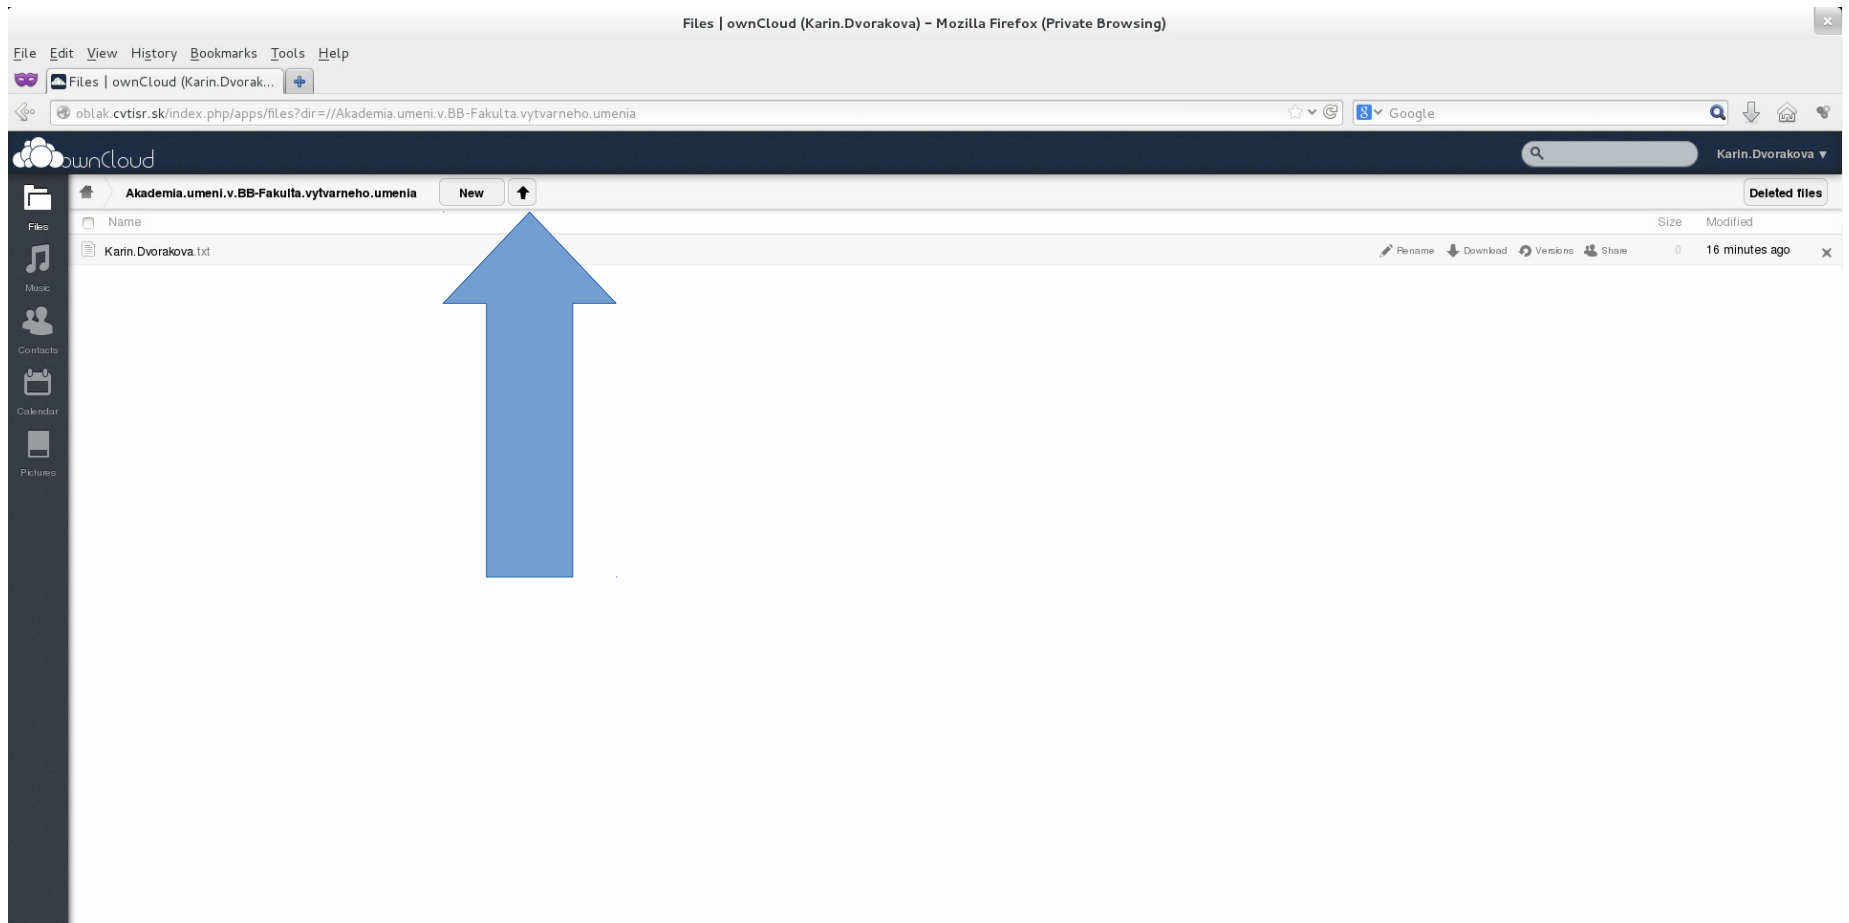 Files | ownCloud (Karin.Dvorakova) – Mozilla Firefox (Private Browsing)
File Edit View History Bookmarks Tools Help
Files | ownCloud (Karin.Dvorak...
oblak.cvtisr.sk/index.php/apps/files?dir=//Akademia.umeni.v.BB-Fakulta.vytvarneho.umenia Google
ownCloud Karin.Dvorakova ▼
Akademia.umeni.v.BB-Fakulta.vytvarneho.umenia New Deleted files
Files
Name Size Modified
Karin.Dvorakova.txt Rename Download Versions Share 0 16 minutes ago
Music
Contacts
Calendar
Pictures